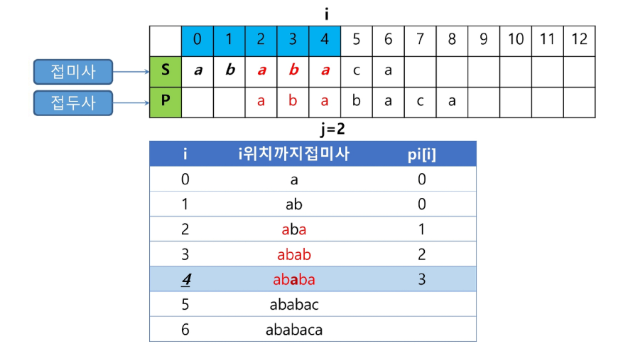 i
0 1 2 3 4 5 6 7 8 9 10 11 12
접미사 S a b a b a c a
접두사 P a b a b a c a
j=2
i i위치까지접미사 pi[i]
0 a 0
1 ab 0
2 aba 1
3 abab 2
4 ababa 3
5 ababac
6 ababaca